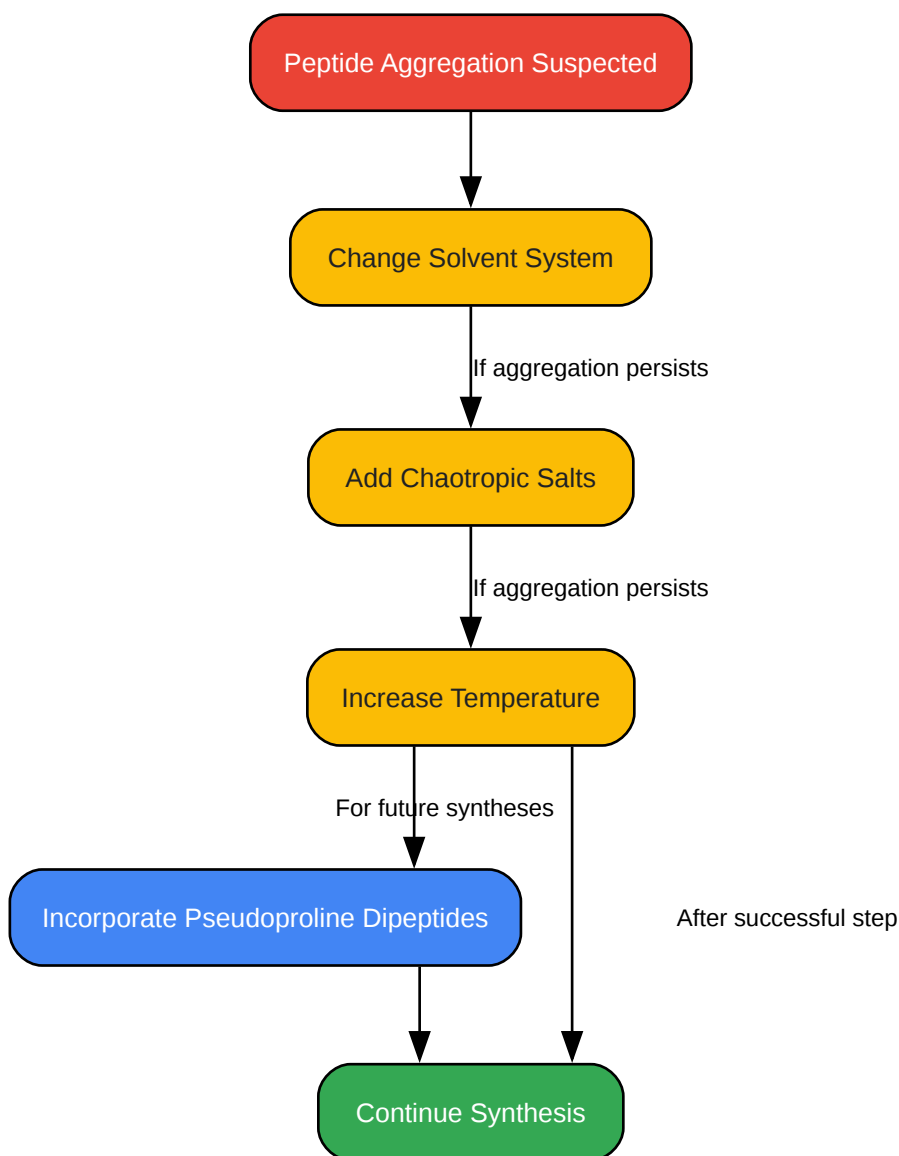 Peptide Aggregation Suspected
Change Solvent System
If aggregation persists
Add Chaotropic Salts
If aggregation persists
Increase Temperature
For future syntheses
Incorporate Pseudoproline Dipeptides
After successful step
Continue Synthesis